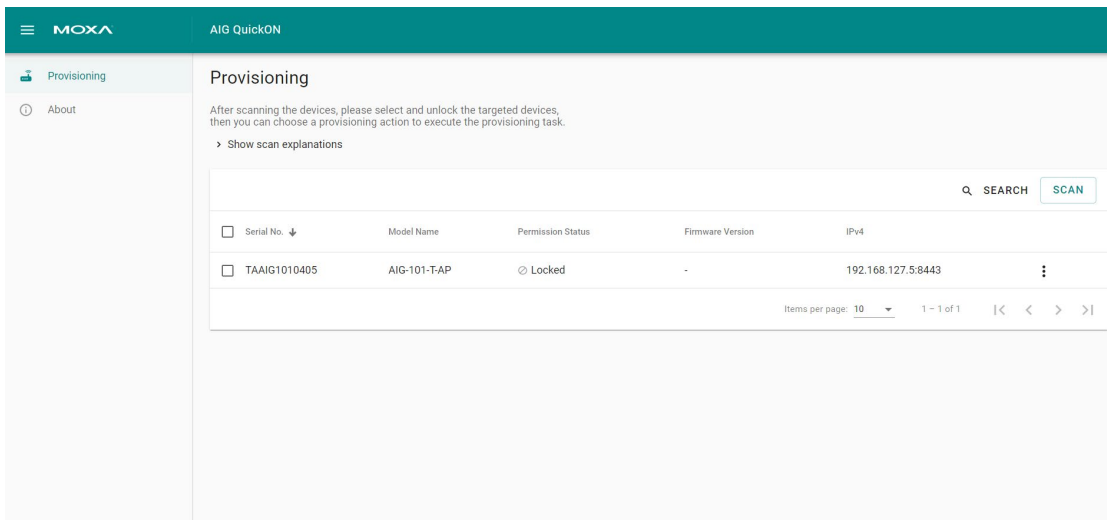 MOXA
AIG QuickON
Provisioning
About
Provisioning
After scanning the devices, please select and unlock the targeted devices,
then you can choose a provisioning action to execute the provisioning task.
Show scan explanations
SEARCH SCAN
Serial No. Model Name Permission Status Firmware Version IPv4
TAAIG1010405 AIG-101-T-AP Locked - 192.168.127.5:8443
Items per page: 10 1 – 1 of 1